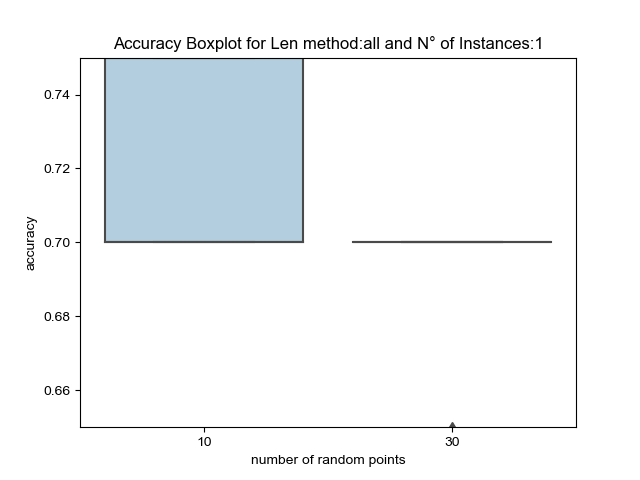 Accuracy Boxplot for Len method:all and N° of Instances:1
0.74
0.72
0.70
0.68
0.66
accuracy
10
30
number of random points